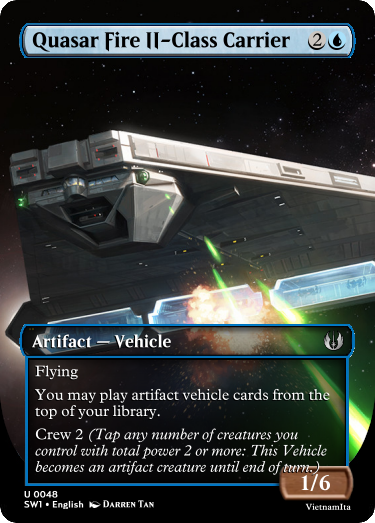 Quasar Fire II-Class Carrier 2
Artifact — Vehicle
Flying
You may play artifact vehicle cards from the
top of your library.
Crew 2 (Tap any number of creatures you
control with total power 2 or more: This Vehicle
becomes an artifact creature until end of turn.)
1/6
U 0048
SW1 • English Darren Tan
VietnamIta